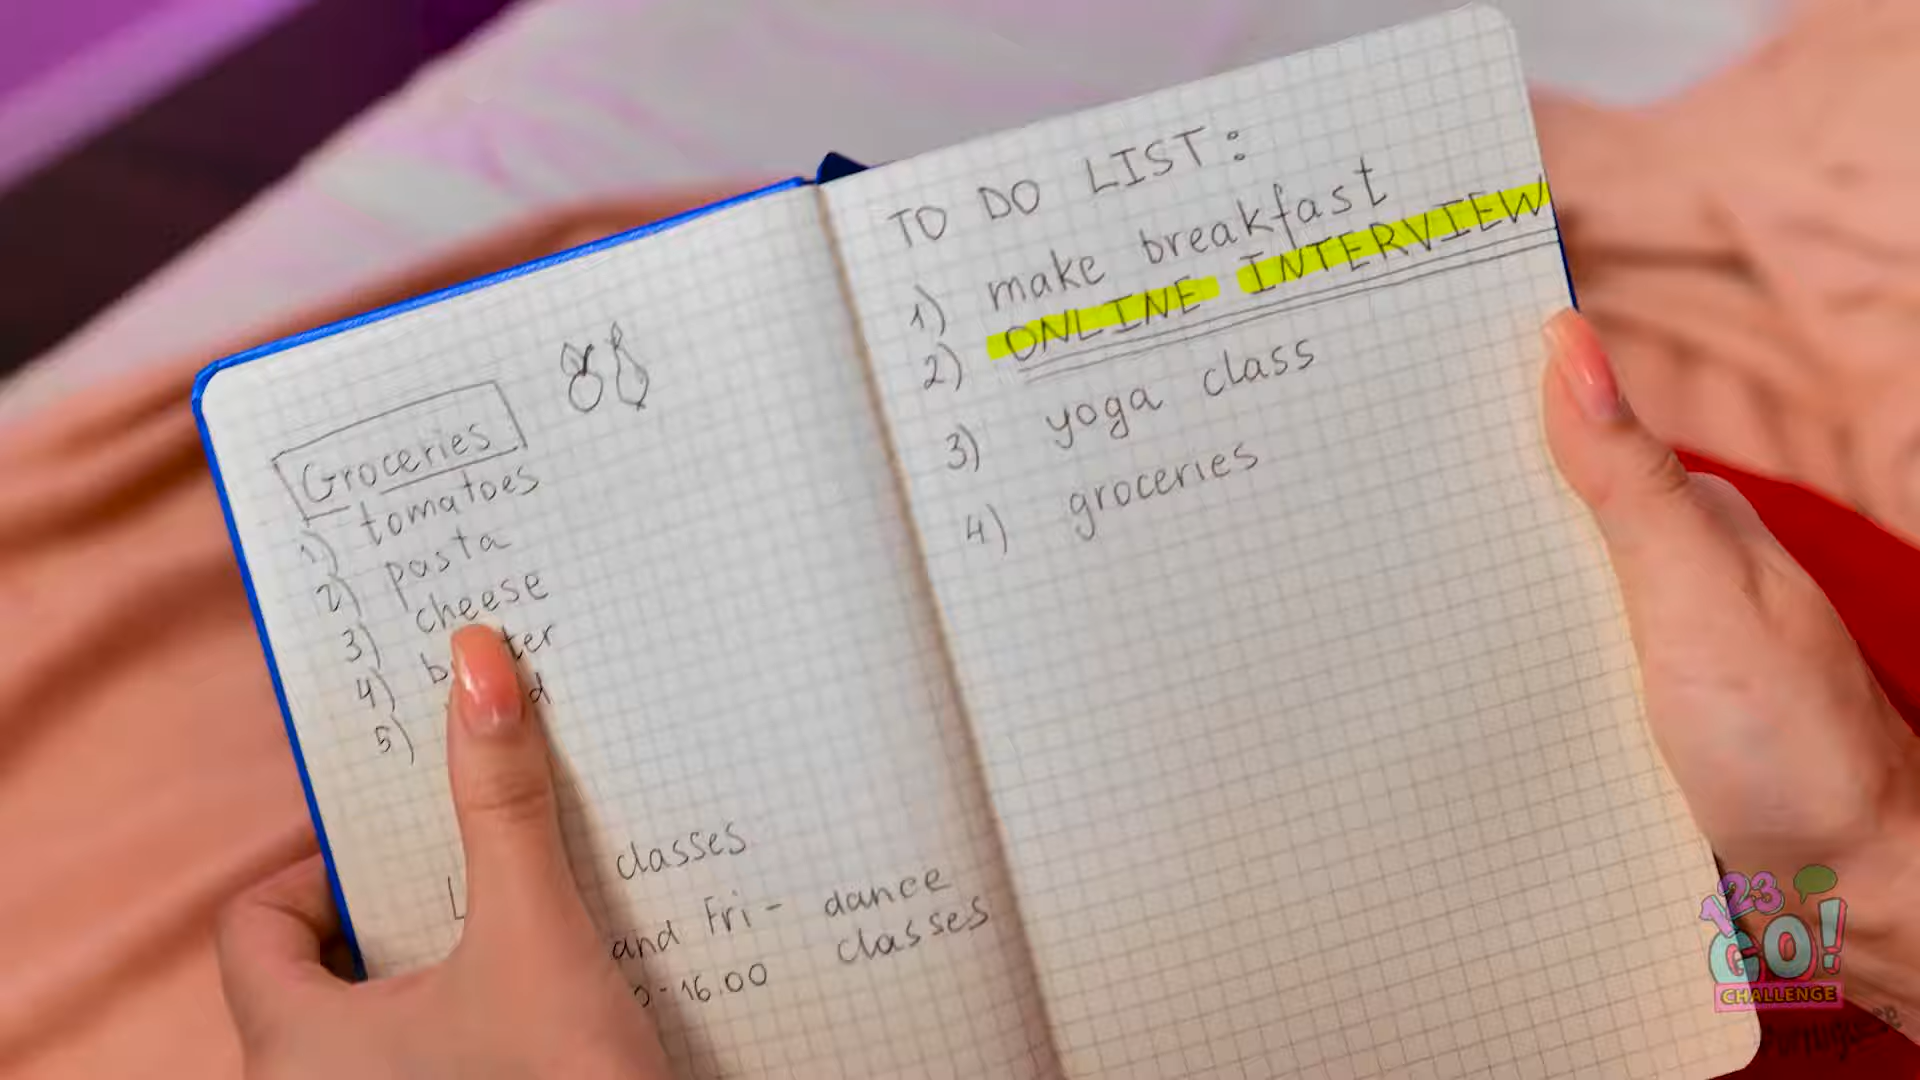 Groceries
1) tomatoes
2) pasta
3) cheese
4)
5)
classes
and Fri - dance
-16.00 classes
TO DO LIST:
1) make breakfast
2) ONLINE INTERVIEW
3) yoga class
4) groceries
123
GO!
CHALLENGE
Portuguese